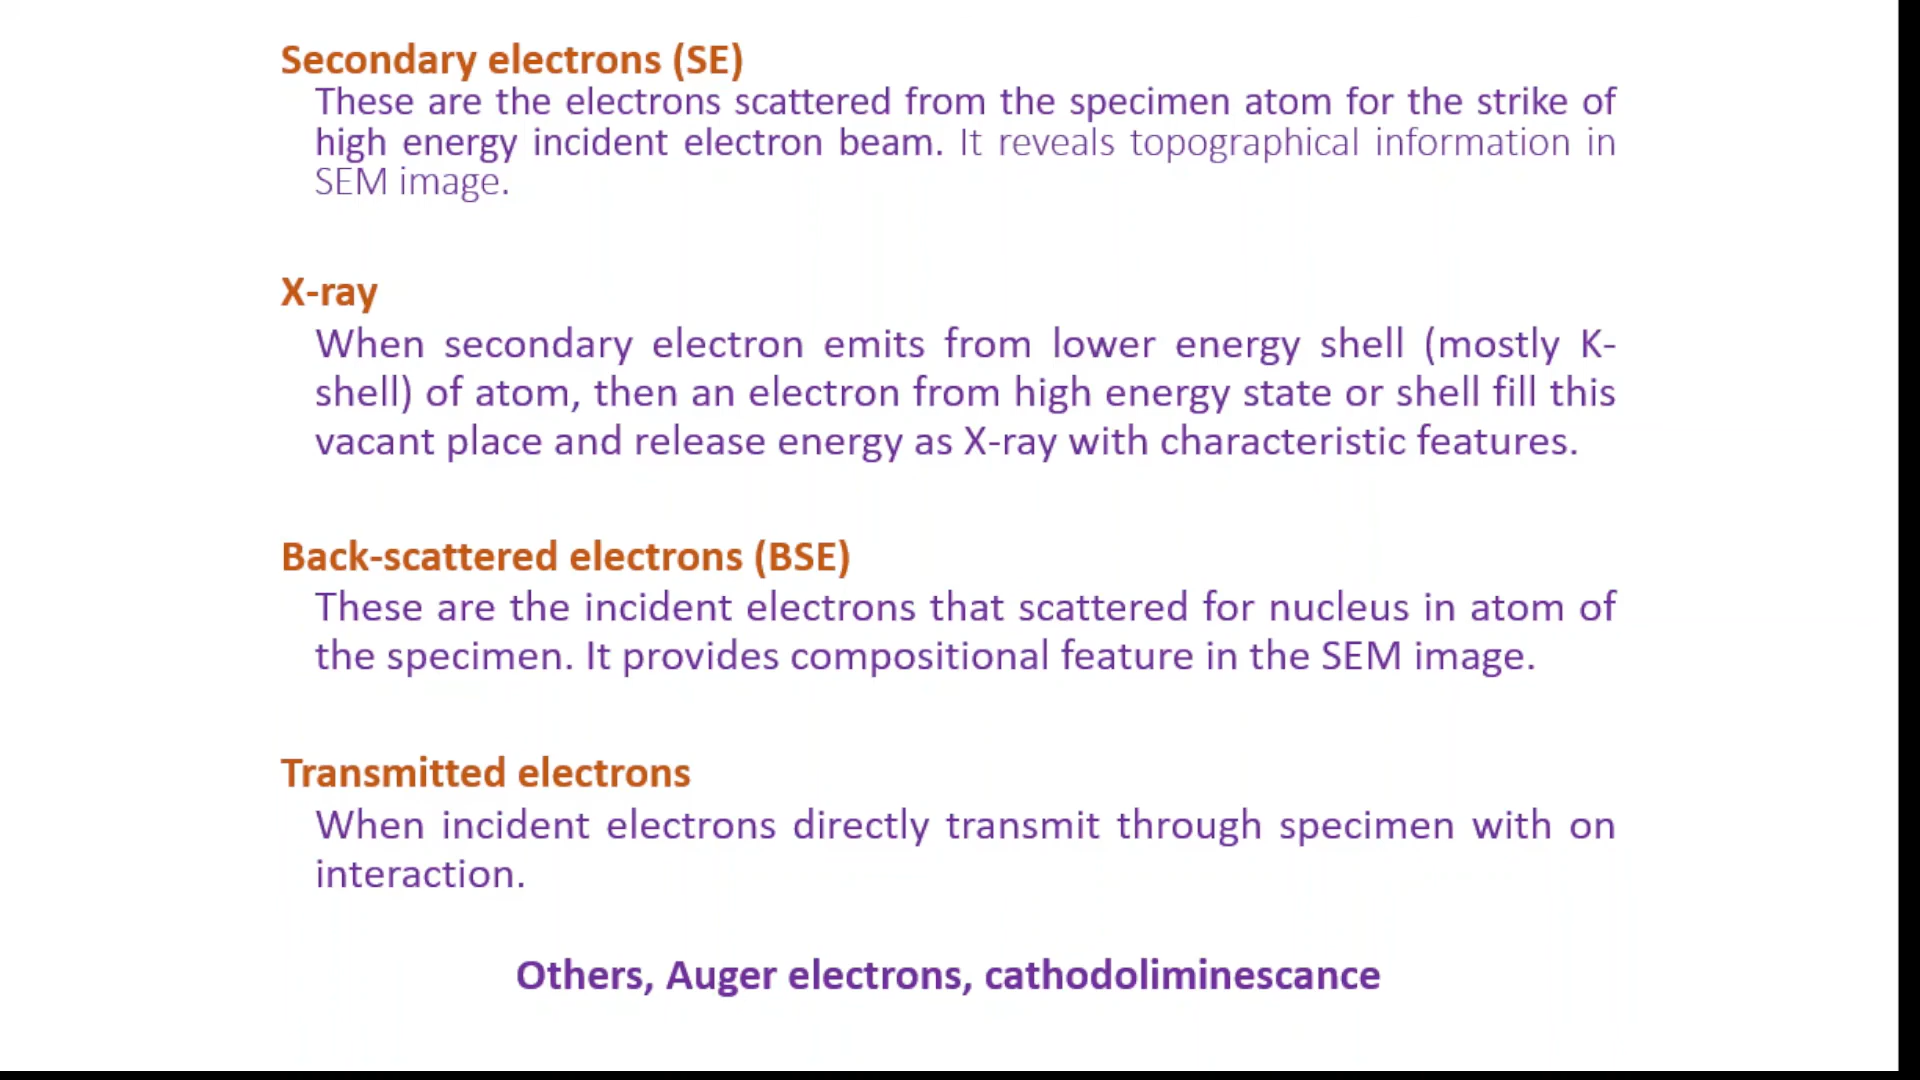 Secondary electrons (SE)
These are the electrons scattered from the specimen atom for the strike of
high energy incident electron beam. It reveals topographical information in
SEM image.
X-ray
When secondary electron emits from lower energy shell (mostly K-
shell) of atom, then an electron from high energy state or shell fill this
vacant place and release energy as X-ray with characteristic features.
Back-scattered electrons (BSE)
These are the incident electrons that scattered for nucleus in atom of
the specimen. It provides compositional feature in the SEM image.
Transmitted electrons
When incident electrons directly transmit through specimen with on
interaction.
Others, Auger electrons, cathodoliminescance